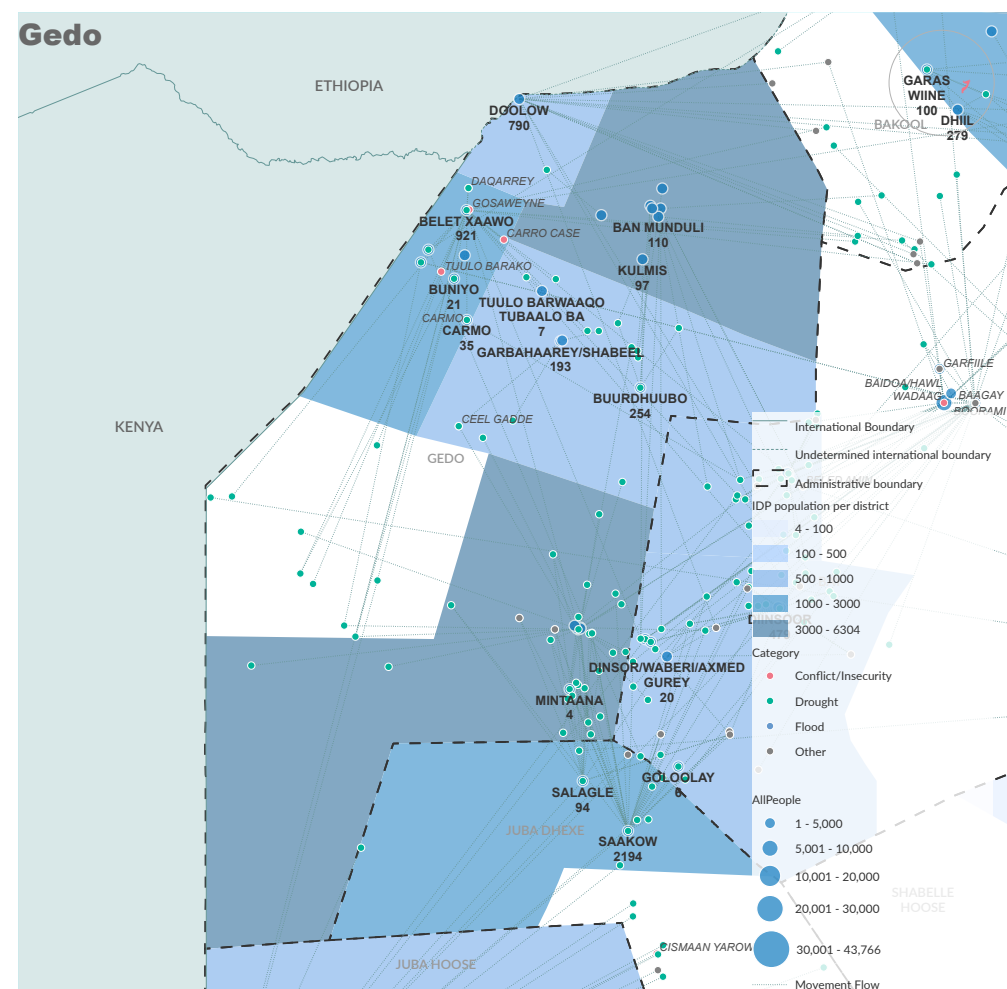 Gedo
ETHIOPIA
DOOLOW
790
GARAS
WIINE
100
BAKOOL
DHIIL
279
DAQARREY
GOSAWEYNE
BELET XAAWO
921
CARRO CASE
BAN MUNDULI
110
TUULO BARAKO
KULMIS
97
BUNIYO
21
TUULO BARWAAQO
TUBAALO BA
7
CARMO
CARMO
35
GARBAHAAREY/SHABEEL
193
GARFIILE
BAIDOA/HAWL
WADAAG
BAAGAY
BUURDHUUBO
254
CEEL GADDE
KENYA
GEDO
International Boundary
Undetermined international boundary
Administrative boundary
IDP population per district
4 - 100
100 - 500
500 - 1000
1000 - 3000
3000 - 6304
Category
Conflict/Insecurity
Drought
Flood
Other
AllPeople
1 - 5,000
5,001 - 10,000
10,001 - 20,000
20,001 - 30,000
30,001 - 43,766
Movement Flow
DINSOR/WABERI/AXMED
GUREY
20
MINTAANA
4
GOLOOLAY
6
SALAGLE
94
JUBA DHEXE
SAAKOW
2194
SHABELLE
HOOSE
CISMAAN YAROW
JUBA HOOSE